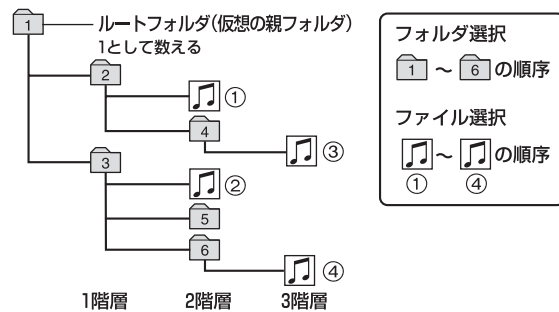 1 ルートフォルダ(仮想の親フォルダ)
1として数える
2
①
4
③
3
②
5
6
④
1階層 2階層 3階層
フォルダ選択
1 ～ 6 の順序
ファイル選択
～ の順序
① ④